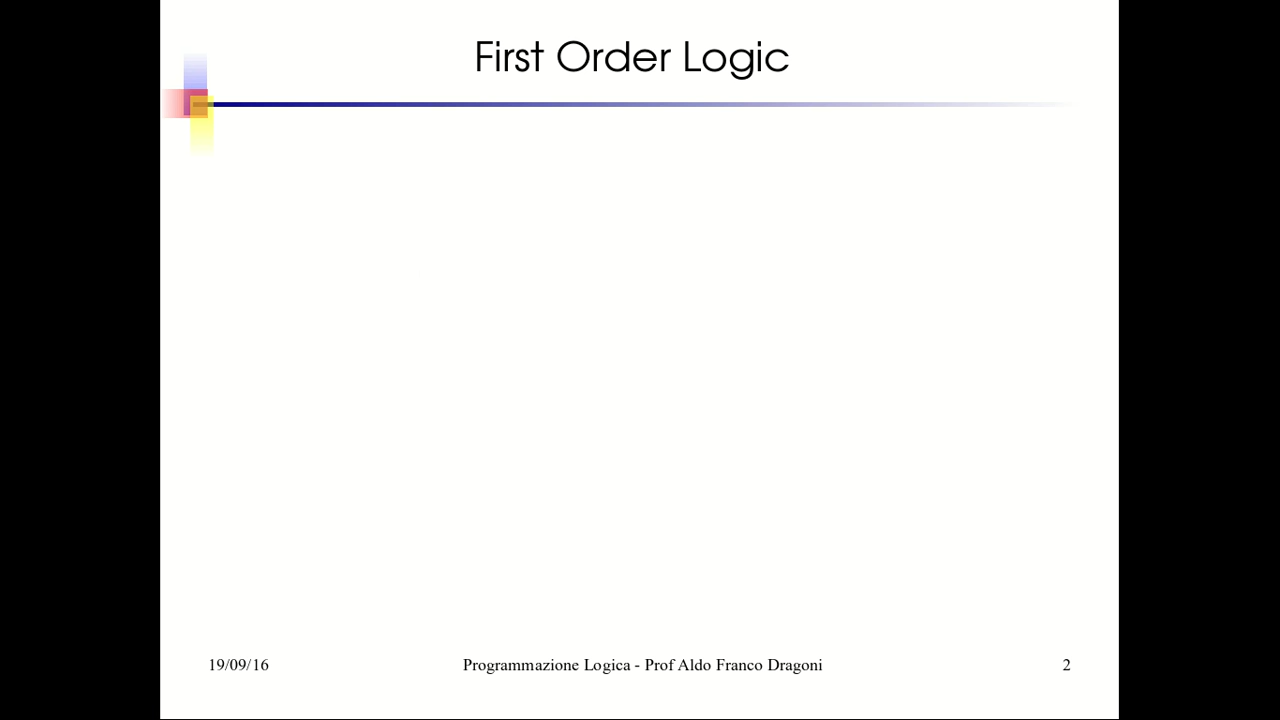 First Order Logic
19/09/16
Programmazione Logica - Prof Aldo Franco Dragoni
2